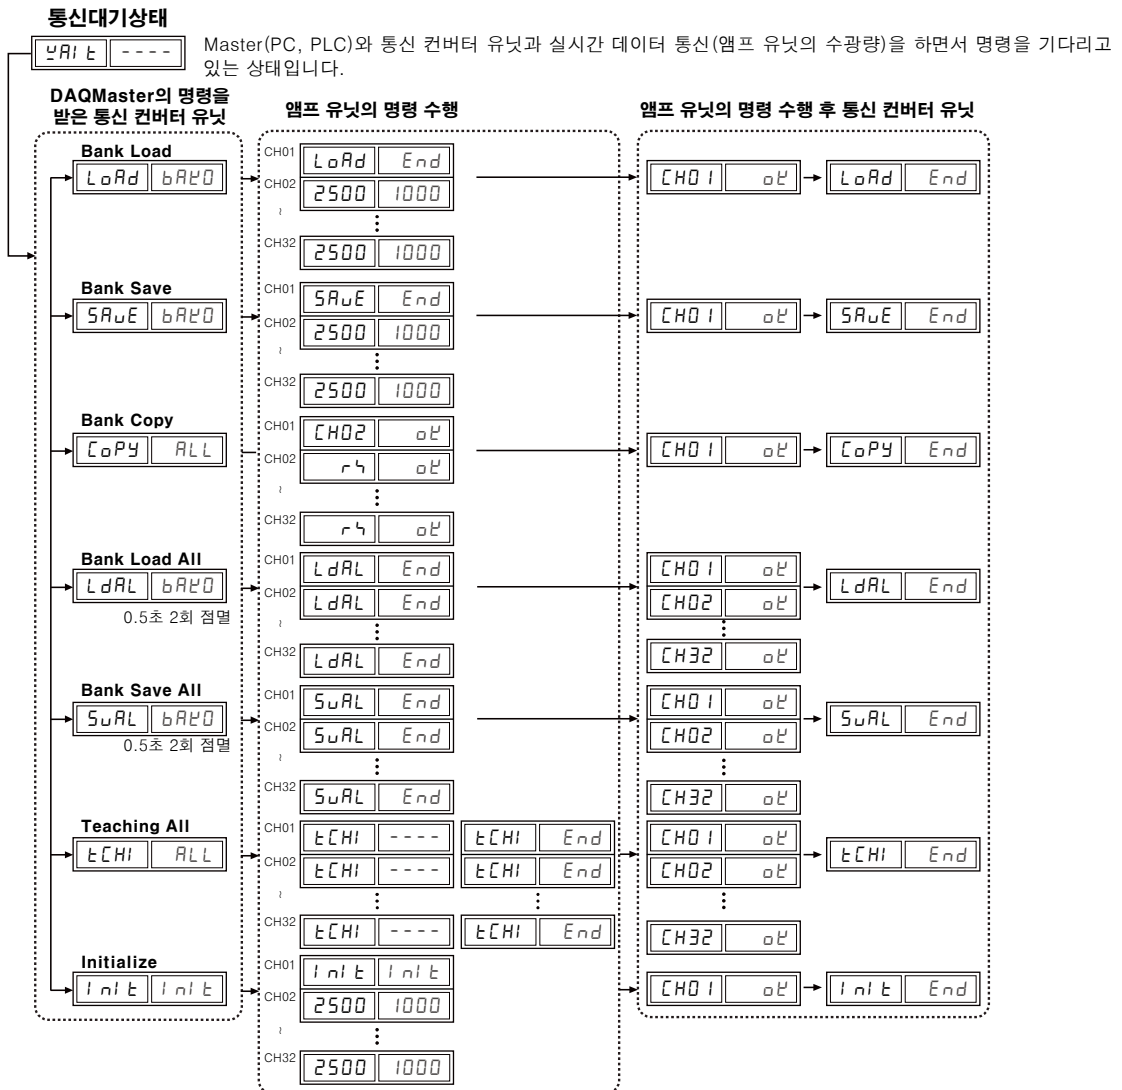 통신대기상태
WAIt ----
Master(PC, PLC)와 통신 컨버터 유닛과 실시간 데이터 통신(앰프 유닛의 수광량)을 하면서 명령을 기다리고
있는 상태입니다.
DAQMaster의 명령을
받은 통신 컨버터 유닛
앰프 유닛의 명령 수행
앰프 유닛의 명령 수행 후 통신 컨버터 유닛
Bank Load
LoAd bAK0
CH01 LoAd End
CH02 2500 1000
~
CH32 2500 1000
CH01 oK
LoAd End
Bank Save
SAvE bAK0
CH01 SAvE End
CH02 2500 1000
~
CH32 2500 1000
CH01 oK
SAvE End
Bank Copy
CoPY ALL
CH01 CH02 oK
CH02 oK
~
CH32 oK
CH01 oK
CoPY End
Bank Load All
LdAL bAK0
0.5초 2회 점멸
CH01 LdAL End
CH02 LdAL End
~
CH32 LdAL End
CH01 oK
CH02 oK
CH32 oK
LdAL End
Bank Save All
SvAL bAK0
0.5초 2회 점멸
CH01 SvAL End
CH02 SvAL End
~
CH32 SvAL End
CH01 oK
CH02 oK
CH32 oK
SvAL End
Teaching All
tCHI ALL
CH01 tCHI ---- tCHI End
CH02 tCHI ---- tCHI End
~
CH32 tCHI ---- tCHI End
CH01 oK
CH02 oK
CH32 oK
tCHI End
Initialize
InIt InIt
CH01 InIt InIt
CH02 2500 1000
~
CH32 2500 1000
CH01 oK
InIt End